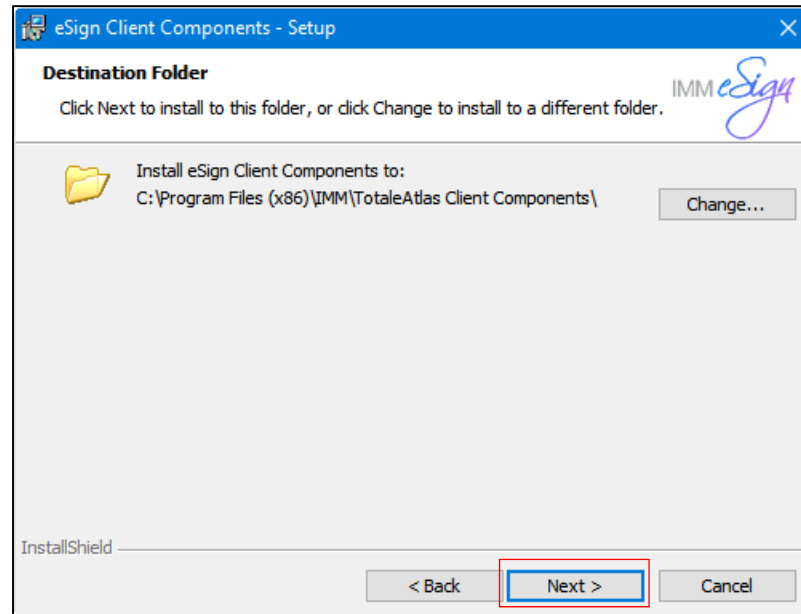 eSign Client Components - Setup
Destination Folder
Click Next to install to this folder, or click Change to install to a different folder.
IMM eSign
Install eSign Client Components to:
C:\Program Files (x86)\IMM\TotaleAtlas Client Components\
Change...
InstallShield
< Back
Next >
Cancel